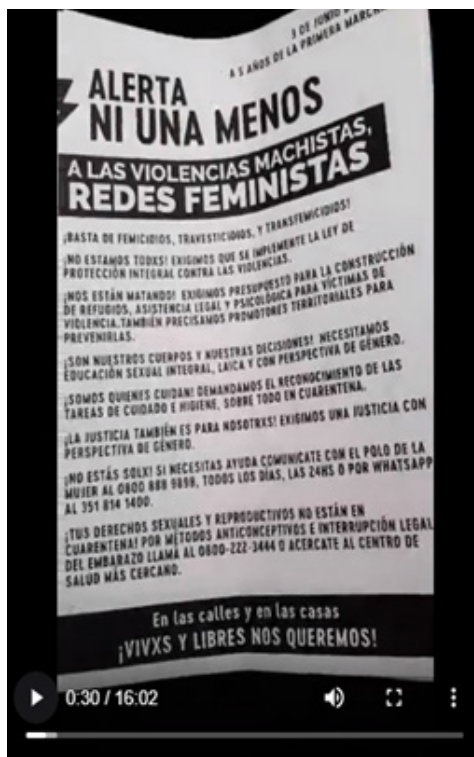 3 DE JUNIO
A 5 AÑOS DE LA PRIMERA MARCHA
ALERTA
NI UNA MENOS
A LAS VIOLENCIAS MACHISTAS,
REDES FEMINISTAS
¡BASTA DE FEMICIDIOS, TRAVESTICIDIOS, Y TRANSFEMICIDIOS!
¡NO ESTAMOS TODXS! EXIGIMOS QUE SE IMPLEMENTE LA LEY DE
PROTECCIÓN INTEGRAL CONTRA LAS VIOLENCIAS.
¡NOS ESTÁN MATANDO! EXIGIMOS PRESUPUESTO PARA LA CONSTRUCCIÓN
DE REFUGIOS, ASISTENCIA LEGAL Y PSICOLÓGICA PARA VÍCTIMAS DE
VIOLENCIA.TAMBIÉN PRECISAMOS PROMOTORES TERRITORIALES PARA
PREVENIRLAS.
¡SON NUESTROS CUERPOS Y NUESTRAS DECISIONES! NECESITAMOS
EDUCACIÓN SEXUAL INTEGRAL, LAICA Y CON PERSPECTIVA DE GÉNERO.
¡SOMOS QUIENES CUIDAN! DEMANDAMOS EL RECONOCIMIENTO DE LAS
TAREAS DE CUIDADO E HIGIENE, SOBRE TODO EN CUARENTENA.
¡LA JUSTICIA TAMBIÉN ES PARA NOSOTRXS! EXIGIMOS UNA JUSTICIA CON
PERSPECTIVA DE GÉNERO.
¡NO ESTÁS SOLX! SI NECESITAS AYUDA COMUNICATE CON EL POLO DE LA
MUJER AL 0800 888 9898, TODOS LOS DÍAS, LAS 24HS O POR WHATSAPP
AL 351 814 1400.
¡TUS DERECHOS SEXUALES Y REPRODUCTIVOS NO ESTÁN EN
CUARENTENA! POR MÉTODOS ANTICONCEPTIVOS E INTERRUPCIÓN LEGAL
DEL EMBARAZO LLAMÁ AL 0800-222-3444 O ACERCATE AL CENTRO DE
SALUD MÁS CERCANO.
En las calles y en las casas
¡VIVXS Y LIBRES NOS QUEREMOS!
0:30 / 16:02